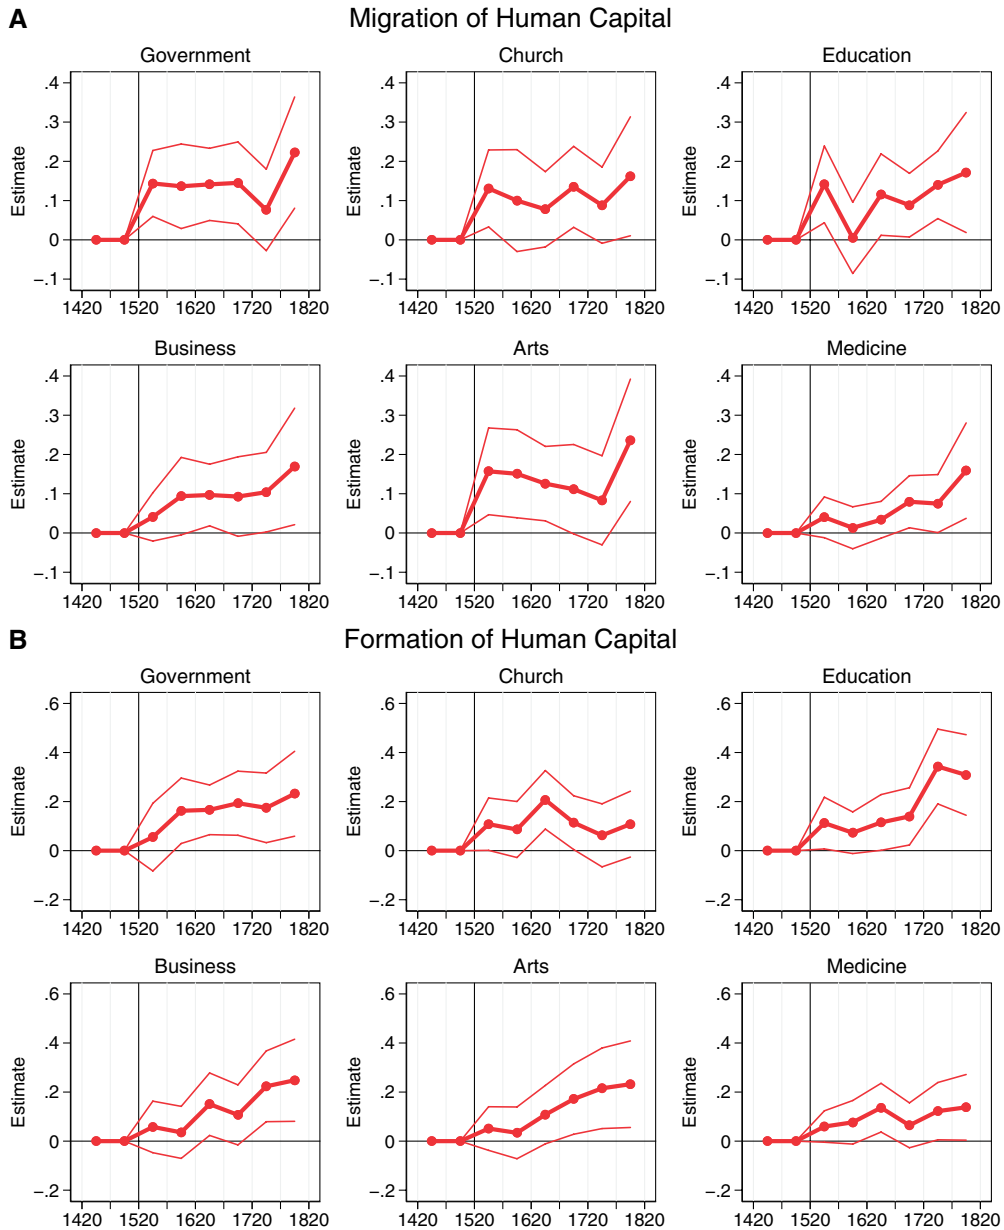 A Migration of Human Capital
Government Church Education
Estimate Estimate Estimate
.4 .4 .4
.3 .3 .3
.2 .2 .2
.1 .1 .1
0 0 0
−.1 −.1 −.1
1420 1520 1620 1720 1820 1420 1520 1620 1720 1820 1420 1520 1620 1720 1820
Business Arts Medicine
Estimate Estimate Estimate
.4 .4 .4
.3 .3 .3
.2 .2 .2
.1 .1 .1
0 0 0
−.1 −.1 −.1
1420 1520 1620 1720 1820 1420 1520 1620 1720 1820 1420 1520 1620 1720 1820
B Formation of Human Capital
Government Church Education
Estimate Estimate Estimate
.6 .6 .6
.4 .4 .4
.2 .2 .2
0 0 0
−.2 −.2 −.2
1420 1520 1620 1720 1820 1420 1520 1620 1720 1820 1420 1520 1620 1720 1820
Business Arts Medicine
Estimate Estimate Estimate
.6 .6 .6
.4 .4 .4
.2 .2 .2
0 0 0
−.2 −.2 −.2
1420 1520 1620 1720 1820 1420 1520 1620 1720 1820 1420 1520 1620 1720 1820